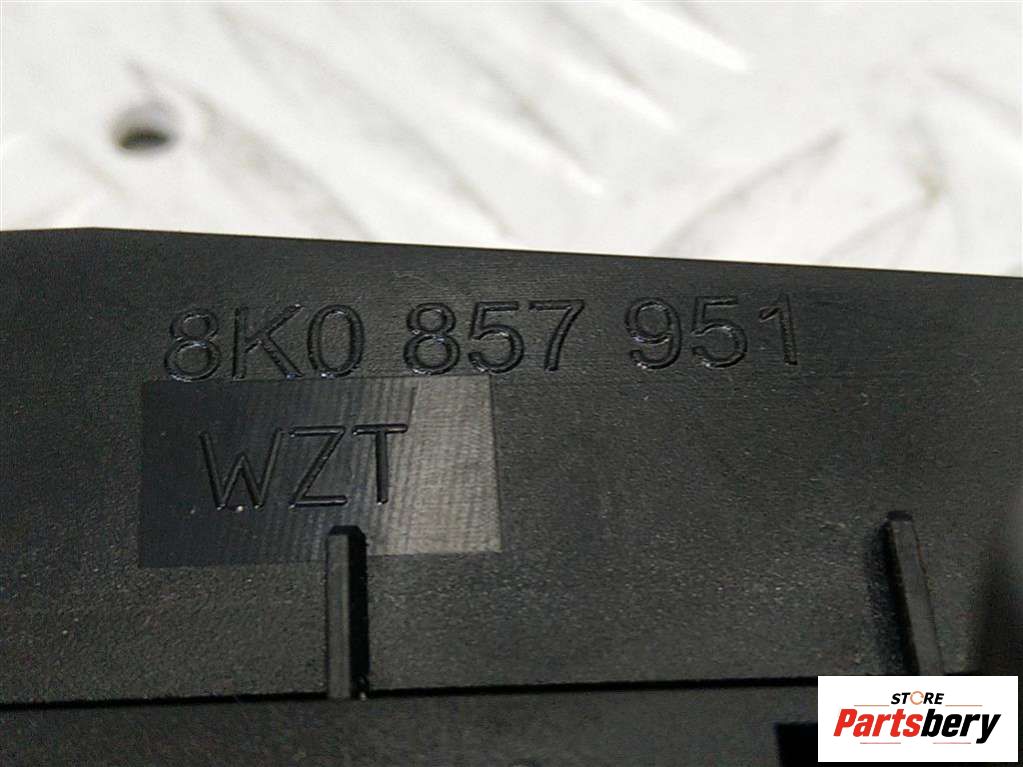 8K0 857 951
WZT
STORE
Partsbery